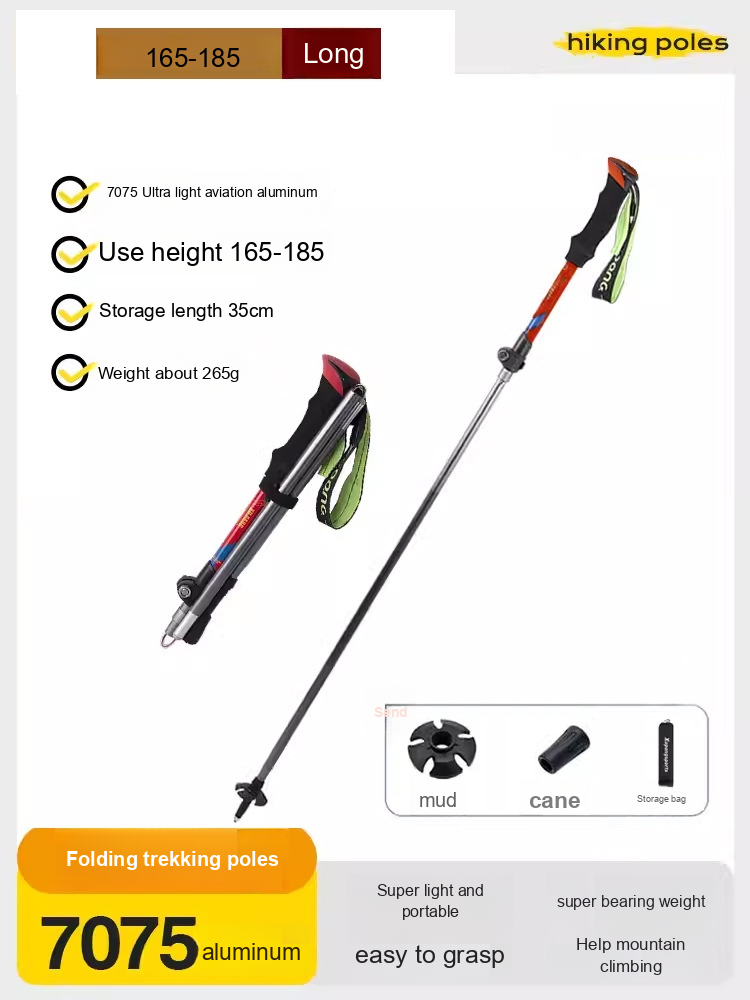 165-185
Long
hiking poles
7075 Ultra light aviation aluminum
Use height 165-185
Storage length 35cm
Weight about 265g
Send
mud
cane
Storage bag
Folding trekking poles
7075 aluminum
Super light and
portable
super bearing weight
easy to grasp
Help mountain
climbing